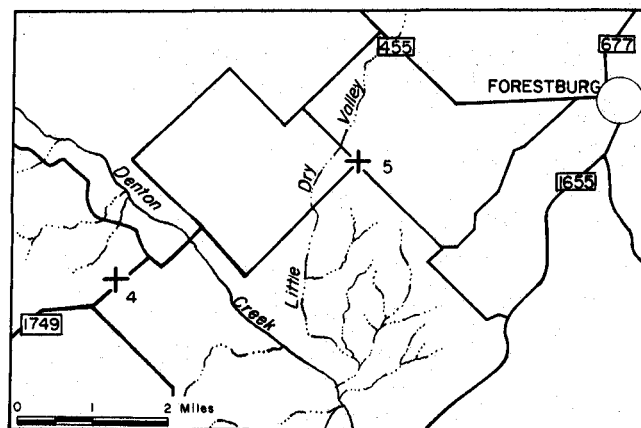 455
677
FORESTBURG
Dry Valley
5
Denton
1655
Little
4
Creek
1749
0 1 2 Miles